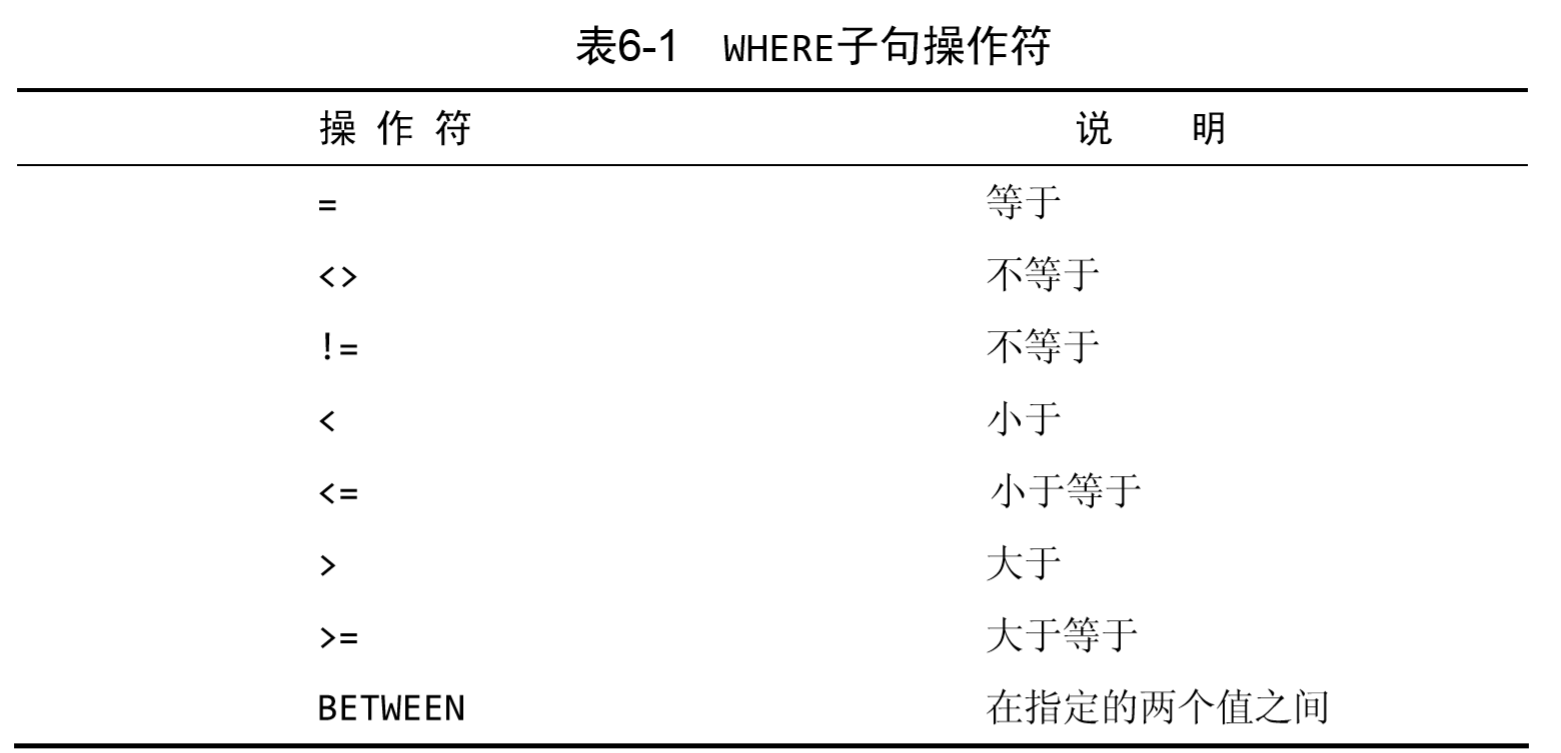 表6-1 WHERE子句操作符
操 作 符 说 明
= 等于
<> 不等于
!= 不等于
< 小于
<= 小于等于
> 大于
>= 大于等于
BETWEEN 在指定的两个值之间